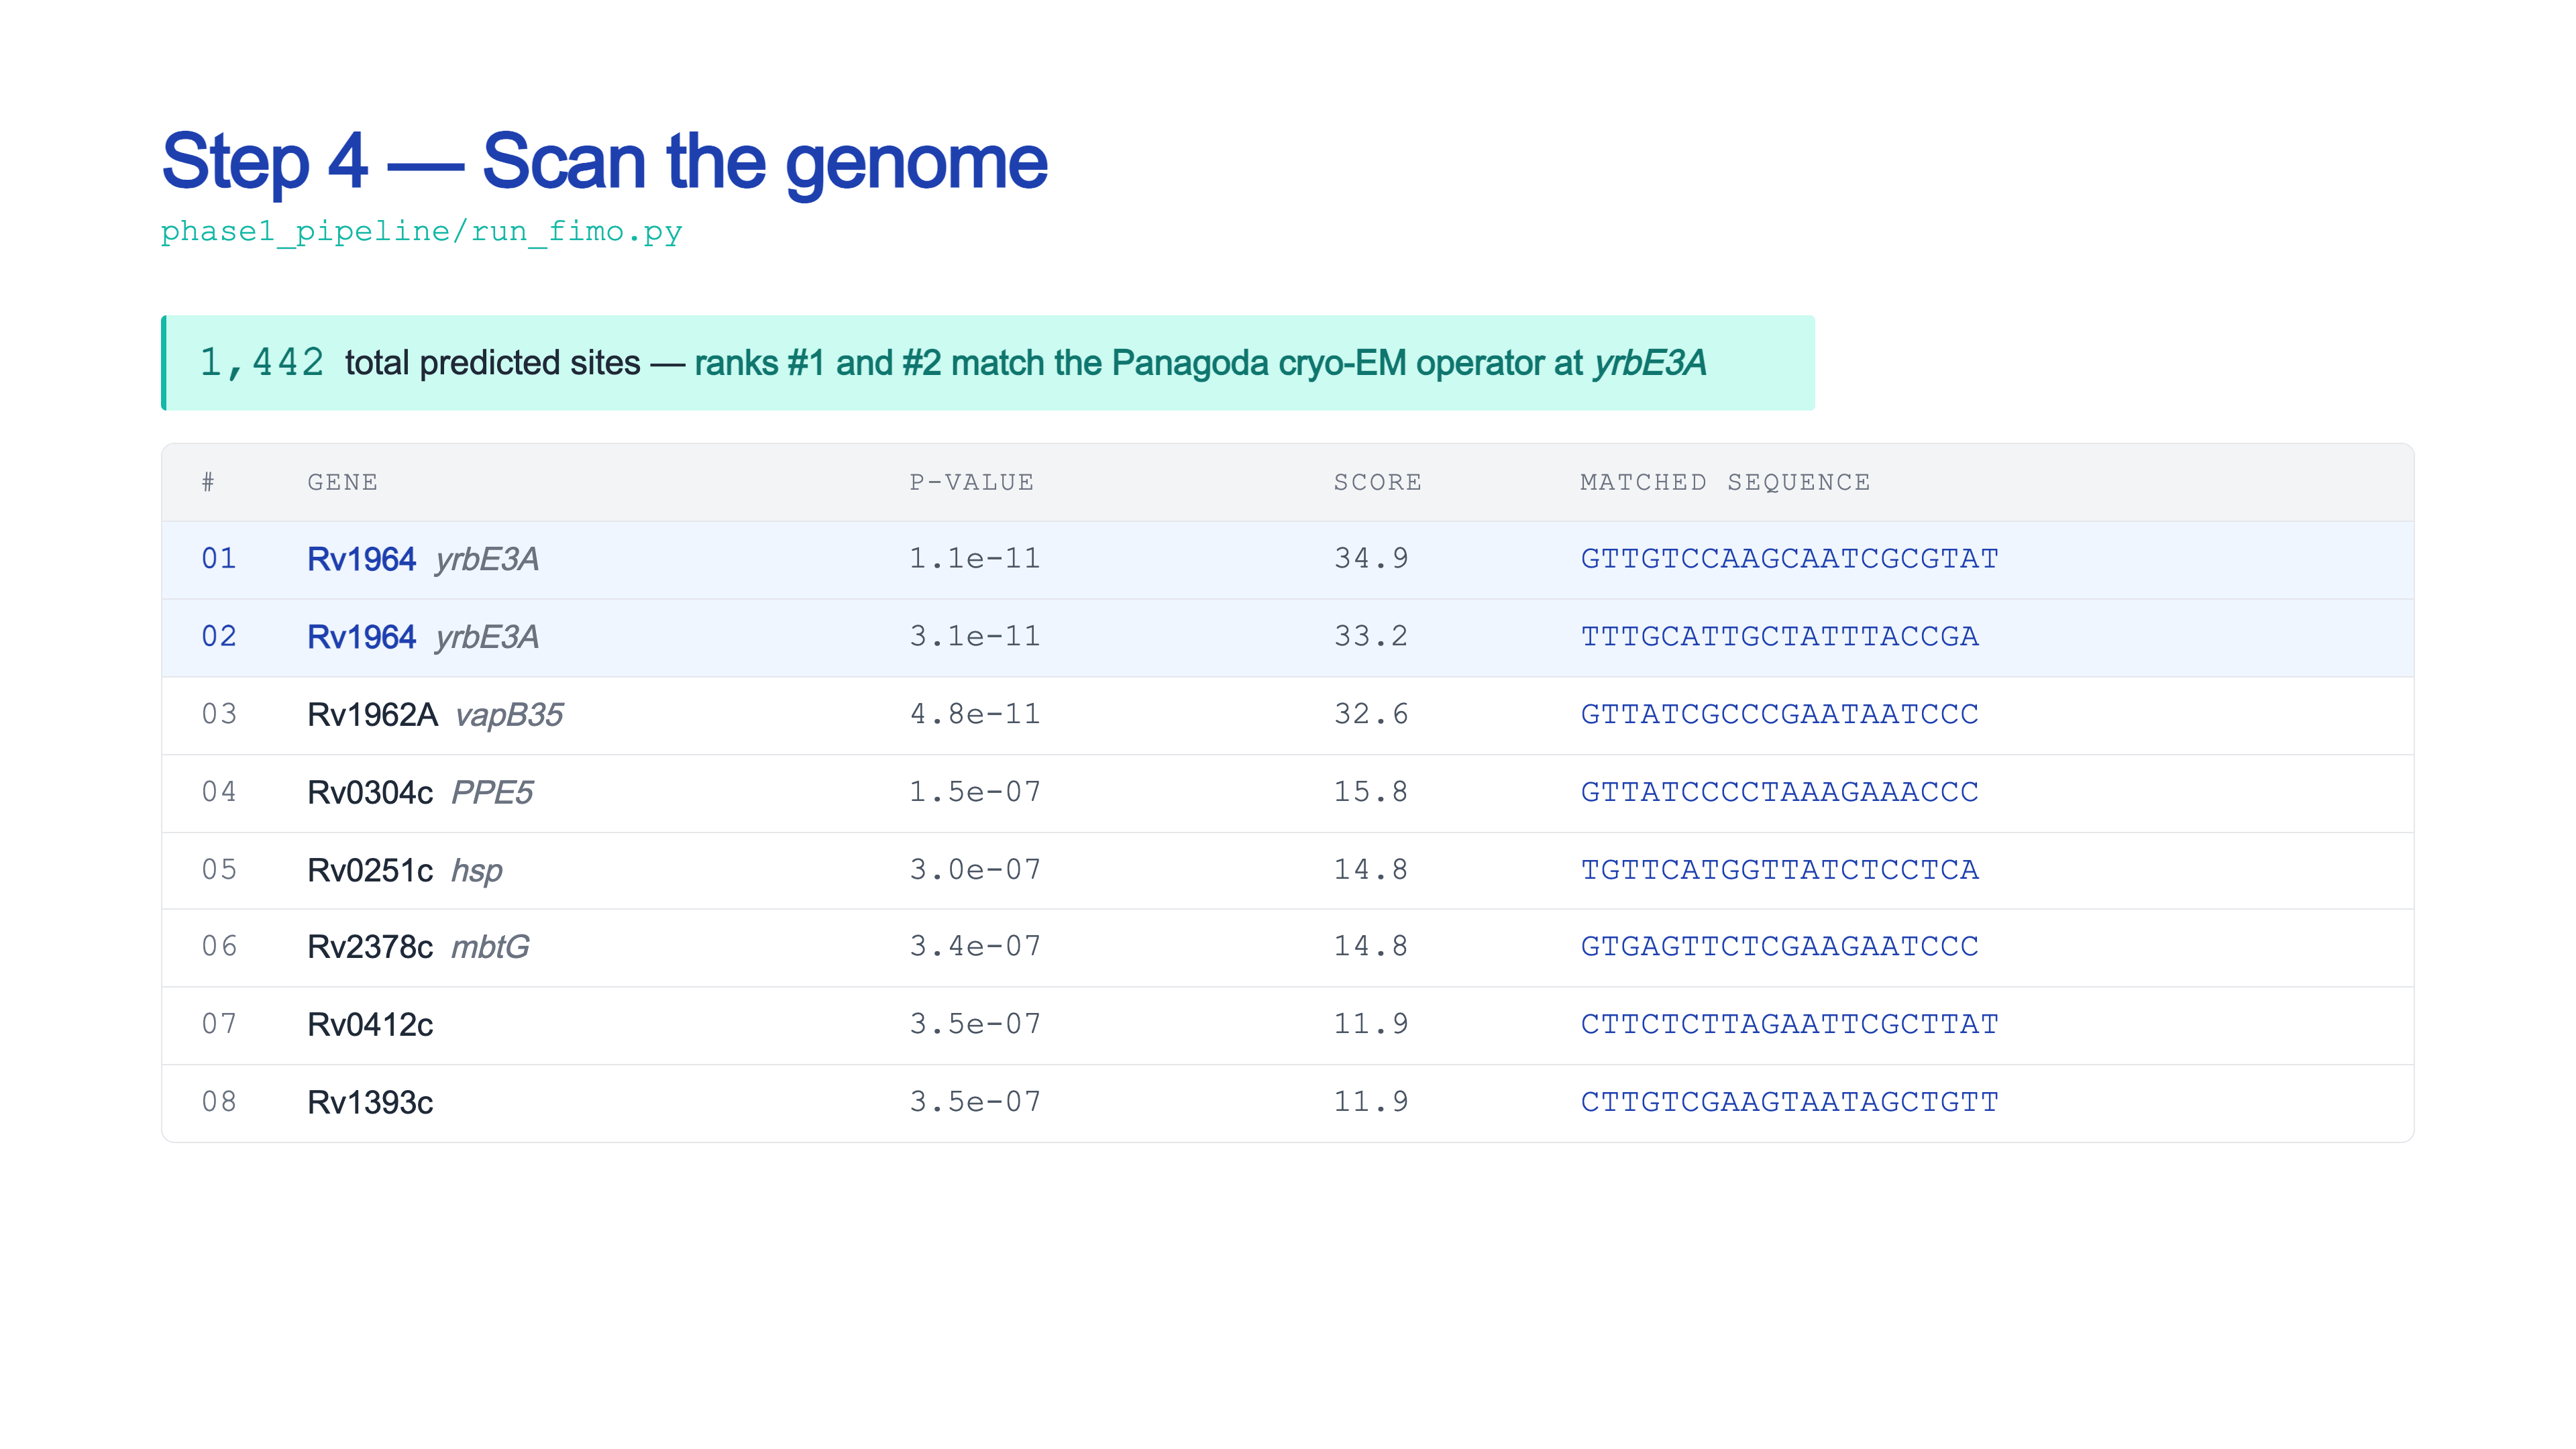 Step 4 — Scan the genome
phase1_pipeline/run_fimo.py
1,442 total predicted sites — ranks #1 and #2 match the Panagoda cryo-EM operator at yrbE3A
# GENE P-VALUE SCORE MATCHED SEQUENCE
01 Rv1964 yrbE3A 1.1e-11 34.9 GTTGTCCAAGCAATCGCGTAT
02 Rv1964 yrbE3A 3.1e-11 33.2 TTTGCATTGCTATTTACCGA
03 Rv1962A vapB35 4.8e-11 32.6 GTTATCGCCCGAATAATCCC
04 Rv0304c PPE5 1.5e-07 15.8 GTTATCCCCTAAAGAAACCC
05 Rv0251c hsp 3.0e-07 14.8 TGTTCATGGTTATCTCCTCA
06 Rv2378c mbtG 3.4e-07 14.8 GTGAGTTCTCGAAGAATCCC
07 Rv0412c 3.5e-07 11.9 CTTCTCTTAGAATTCGCTTAT
08 Rv1393c 3.5e-07 11.9 CTTGTCGAAGTAATAGCTGTT